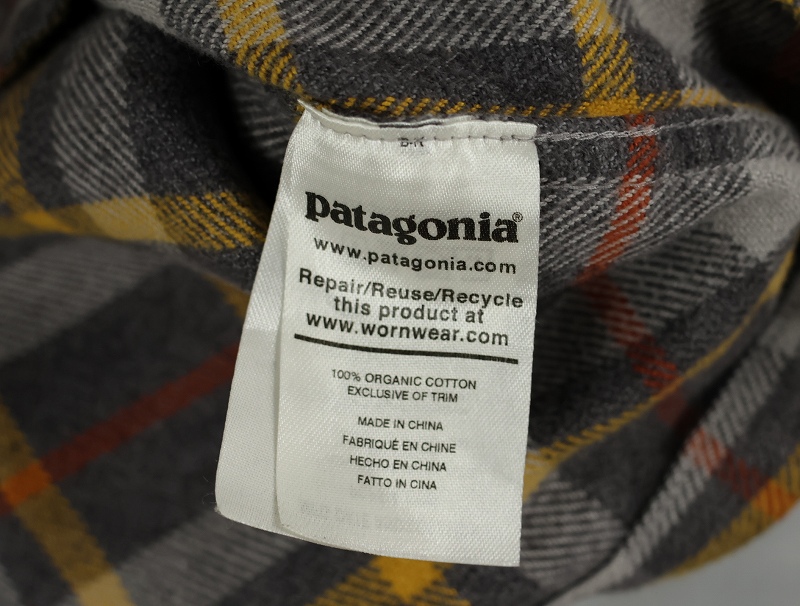 patagonia®
www.patagonia.com
Repair/Reuse/Recycle
this product at
www.wornwear.com
100% ORGANIC COTTON
EXCLUSIVE OF TRIM
MADE IN CHINA
FABRIQUÉ EN CHINE
HECHO EN CHINA
FATTO IN CINA